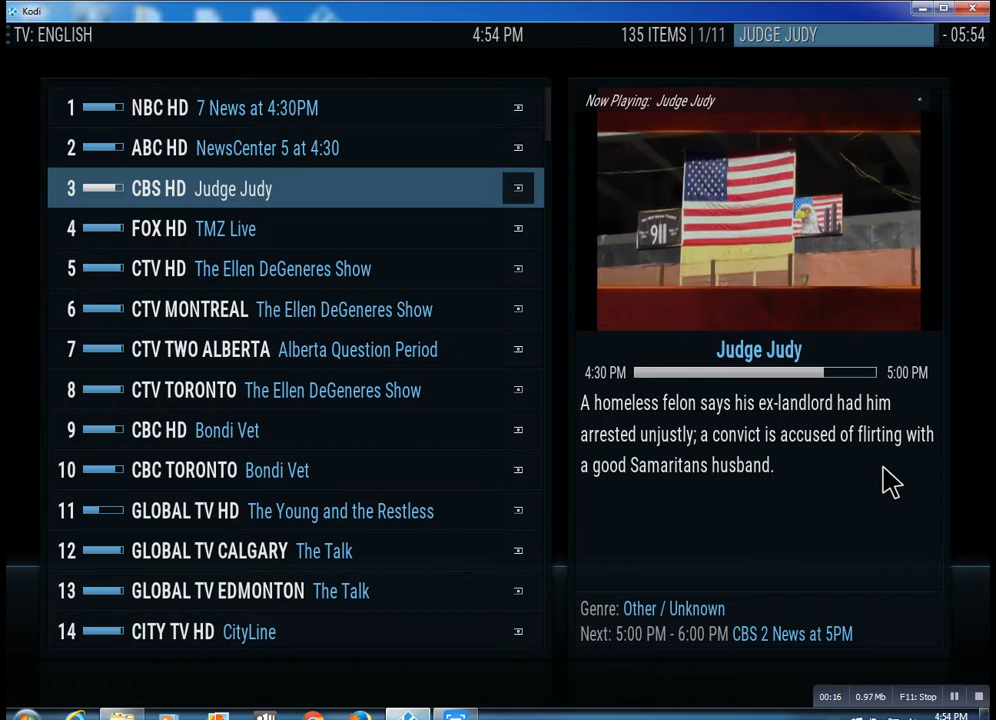 Kodi
TV: ENGLISH 4:54 PM 135 ITEMS | 1/11 JUDGE JUDY - 05:54
1 NBC HD 7 News at 4:30PM
2 ABC HD NewsCenter 5 at 4:30
3 CBS HD Judge Judy
4 FOX HD TMZ Live
5 CTV HD The Ellen DeGeneres Show
6 CTV MONTREAL The Ellen DeGeneres Show
7 CTV TWO ALBERTA Alberta Question Period
8 CTV TORONTO The Ellen DeGeneres Show
9 CBC HD Bondi Vet
10 CBC TORONTO Bondi Vet
11 GLOBAL TV HD The Young and the Restless
12 GLOBAL TV CALGARY The Talk
13 GLOBAL TV EDMONTON The Talk
14 CITY TV HD CityLine
Now Playing: Judge Judy
911
Judge Judy
4:30 PM 5:00 PM
A homeless felon says his ex-landlord had him
arrested unjustly; a convict is accused of flirting with
a good Samaritans husband.
Genre: Other / Unknown
Next: 5:00 PM - 6:00 PM CBS 2 News at 5PM
00:16 0.97 Mb F11: Stop
4:54 PM